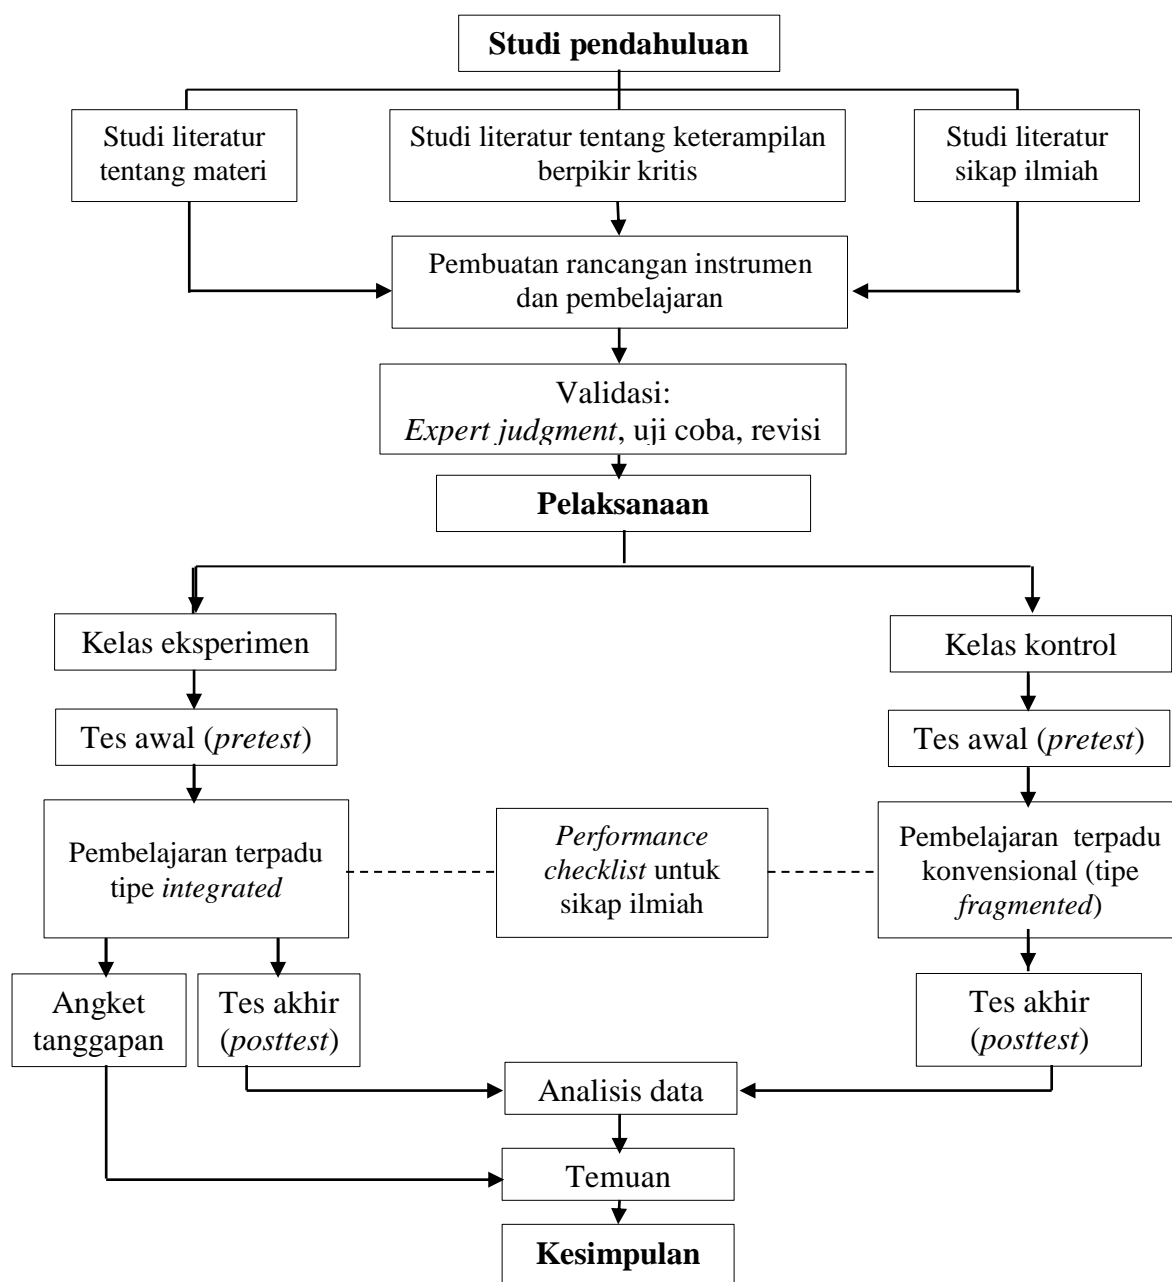 Studi pendahuluan
Studi literatur
tentang materi
Studi literatur tentang keterampilan
berpikir kritis
Studi literatur
sikap ilmiah
Pembuatan rancangan instrumen
dan pembelajaran
Validasi:
Expert judgment, uji coba, revisi
Pelaksanaan
Kelas eksperimen
Kelas kontrol
Tes awal (pretest)
Tes awal (pretest)
Pembelajaran terpadu
tipe integrated
Performance
checklist untuk
sikap ilmiah
Pembelajaran terpadu
konvensional (tipe
fragmented)
Angket
tanggapan
Tes akhir
(posttest)
Tes akhir
(posttest)
Analisis data
Temuan
Kesimpulan